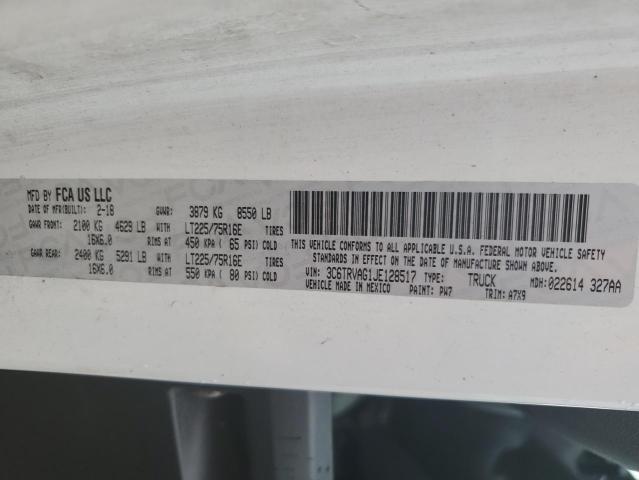 MFD BY FCA US LLC
DATE OF MFR(BUILT): 2-18 GVWR: 3879 KG 8550 LB
GAWR FRONT: 2100 KG 4629 LB WITH LT225/75R16E TIRES
16X6.0 RIMS AT 450 KPA ( 65 PSI) COLD
GAWR REAR: 2400 KG 5291 LB WITH LT225/75R16E TIRES
16X6.0 RIMS AT 550 KPA ( 80 PSI) COLD
THIS VEHICLE CONFORMS TO ALL APPLICABLE U.S.A. FEDERAL MOTOR VEHICLE SAFETY
STANDARDS IN EFFECT ON THE DATE OF MANUFACTURE SHOWN ABOVE.
VIN: 3C6TRVAG1JE128517 TYPE: TRUCK MDH: 022614 327AA
VEHICLE MADE IN MEXICO PAINT: PW7 TRIM: A7X9